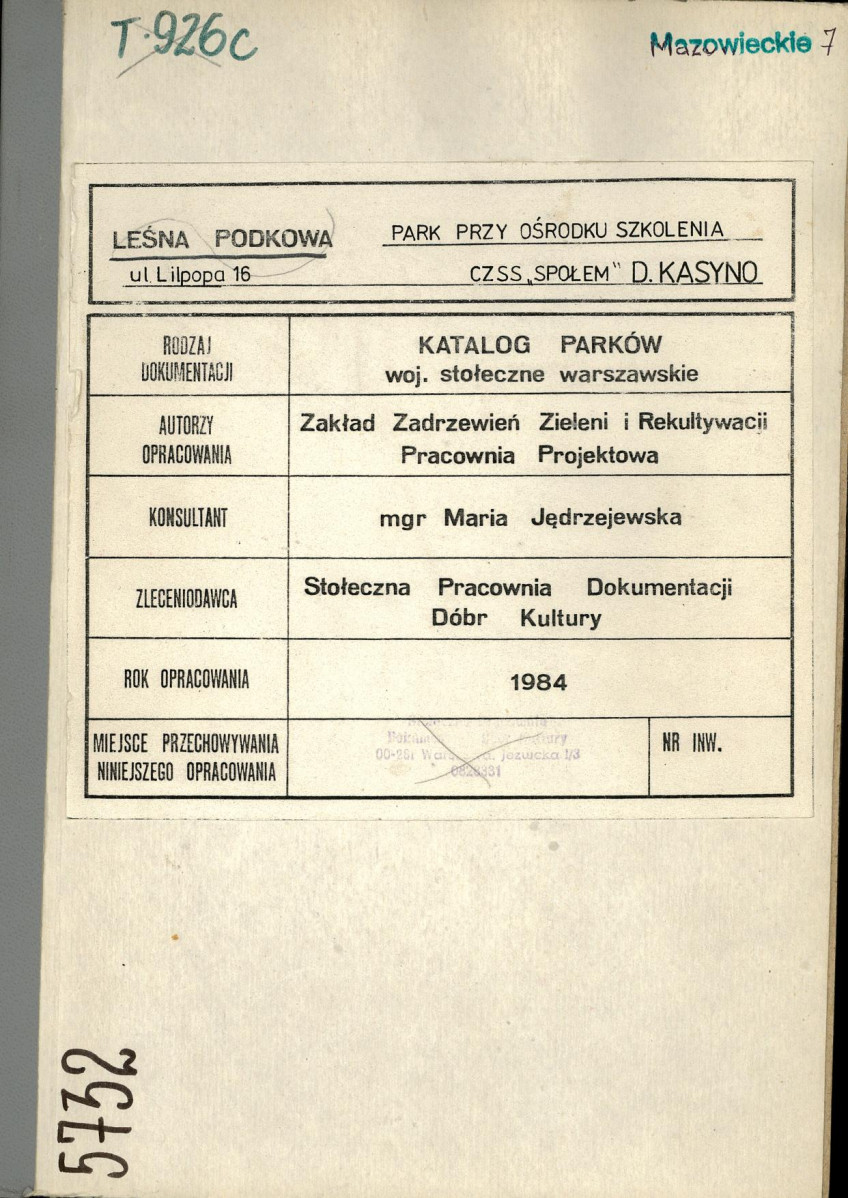 T.926c
Mazowieckie 7
LEŚNA PODKOWA
PARK PRZY OŚRODKU SZKOLENIA
ul. Lilpopa 16
CZSS „SPOŁEM" D. KASYNO
RODZAJ
DOKUMENTACJI
KATALOG PARKÓW
woj. stołeczne warszawskie
AUTORZY
OPRACOWANIA
Zakład Zadrzewień Zieleni i Rekultywacji
Pracownia Projektowa
KONSULTANT
mgr Maria Jędrzejewska
ZLECENIODAWCA
Stołeczna Pracownia Dokumentacji
Dóbr Kultury
ROK OPRACOWANIA
1984
MIEJSCE PRZECHOWYWANIA
NINIEJSZEGO OPRACOWANIA
00-281
NR INW.
5732